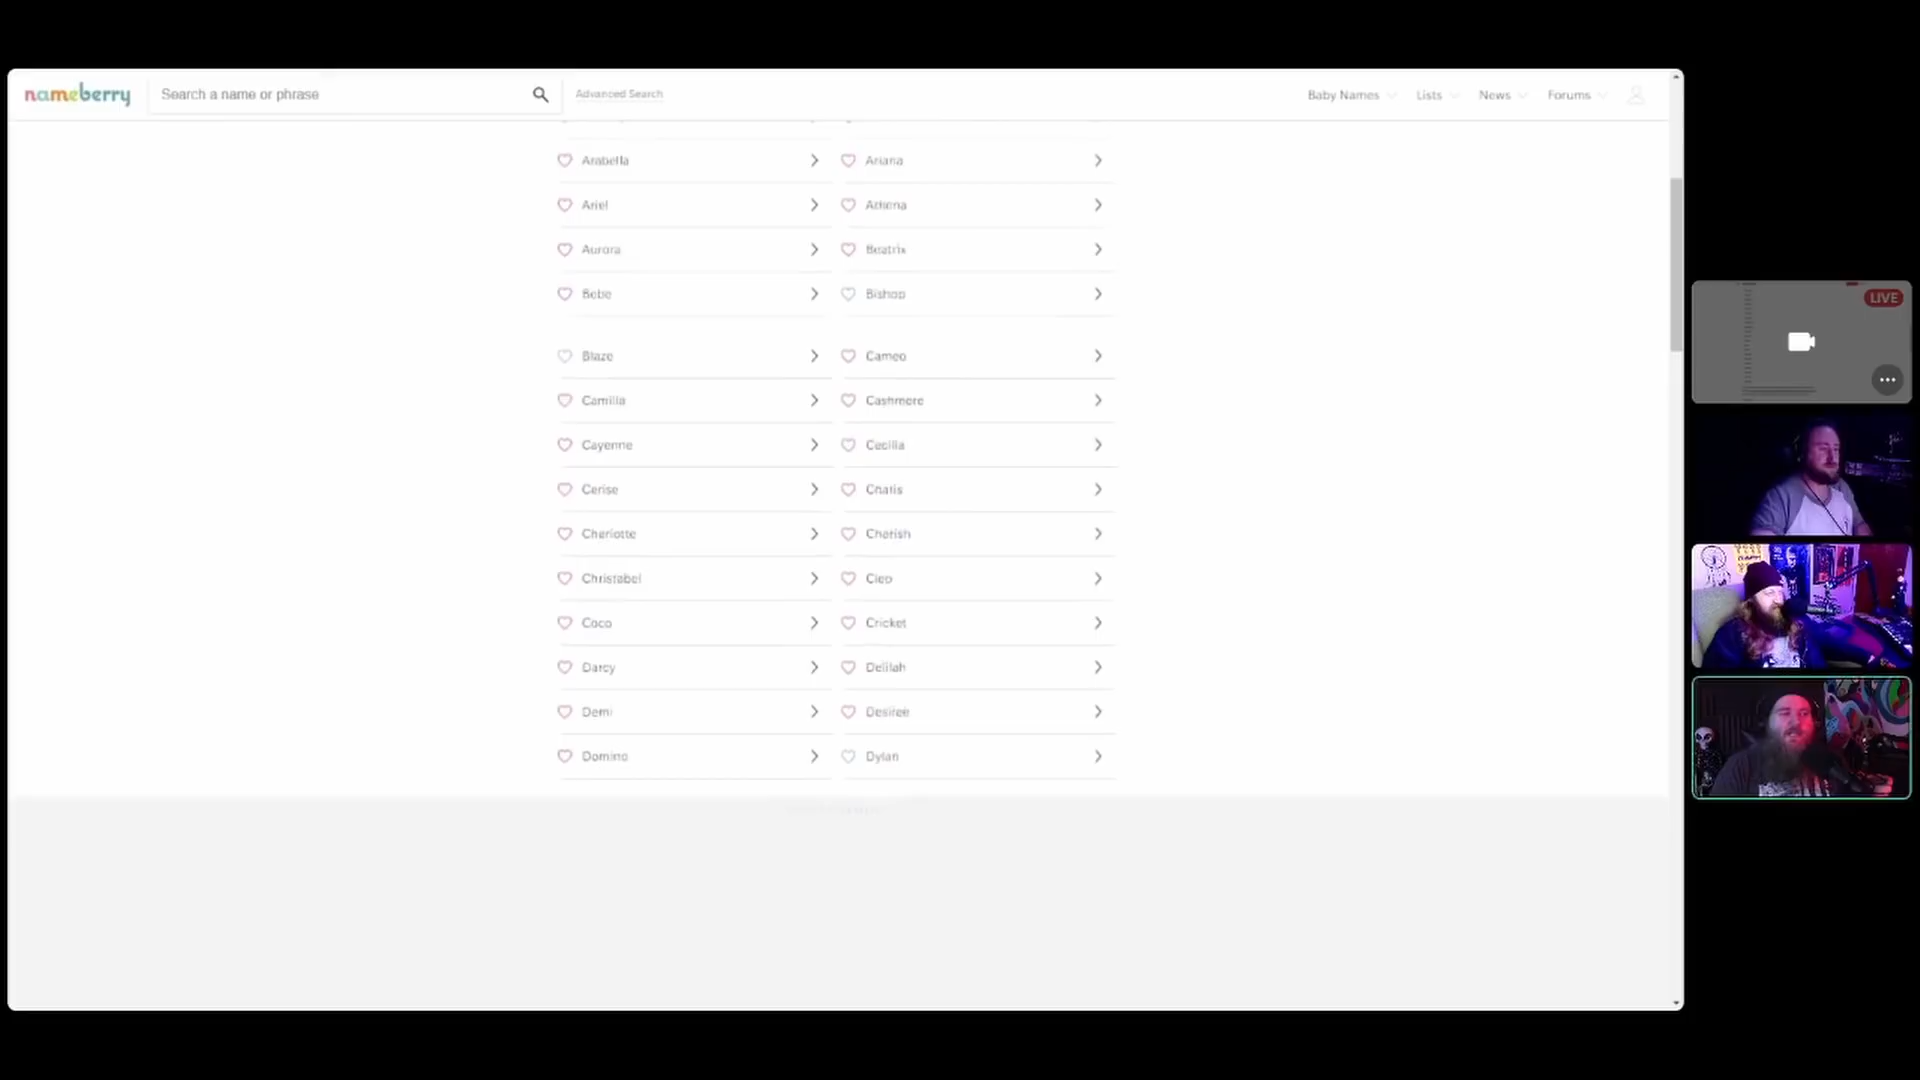 nameberry
Search a name or phrase
Advanced Search
Baby Names
Lists
News
Forums
Arabella
Ariana
Ariel
Athena
Aurora
Beatrix
Bebe
Bishop
Blaze
Cameo
Camilla
Cashmere
Cayenne
Cecilia
Cerise
Charis
Charlotte
Cherish
Christabel
Cleo
Coco
Cricket
Darcy
Delilah
Demi
Desiree
Domino
Dylan
LIVE